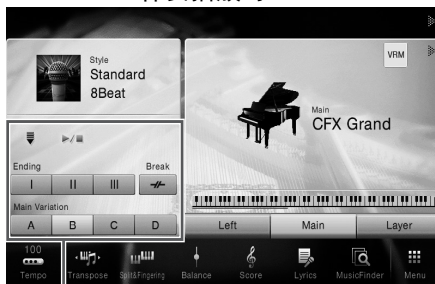 Style
Standard
8Beat
VRM
Main
CFX Grand
Ending
Break
I II III
Main Variation
A B C D
Left Main Layer
100
Tempo Transpose Split&Fingering Balance Score Lyrics MusicFinder Menu